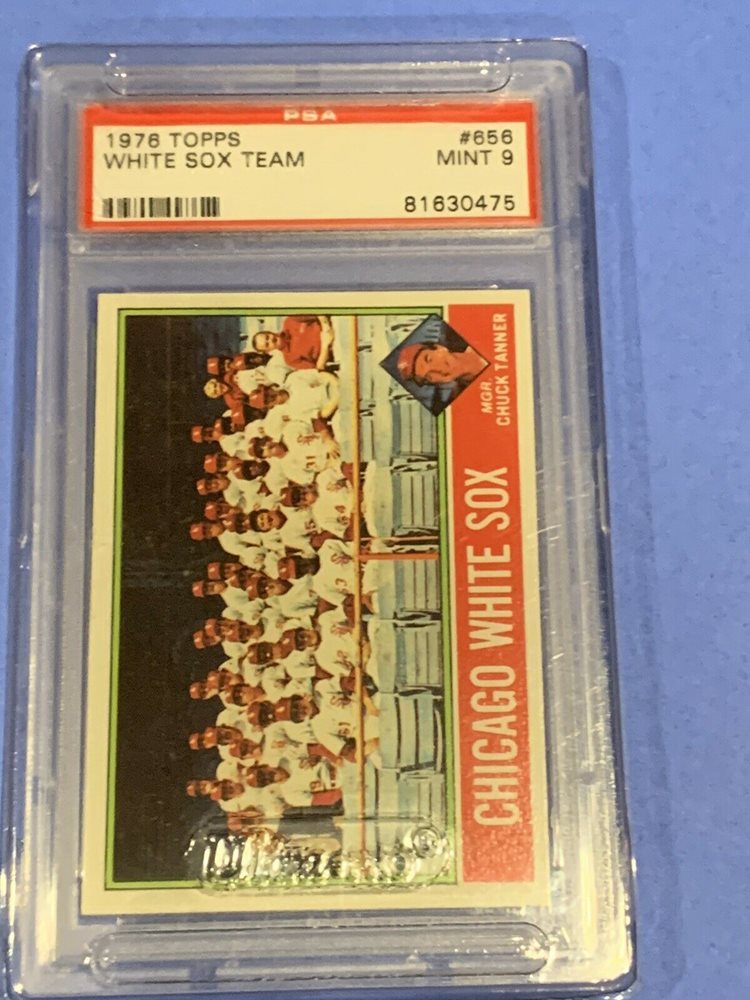 PSA
1976 TOPPS #656
WHITE SOX TEAM MINT 9
81630475
MGR.
CHUCK TANNER
CHICAGO WHITE SOX